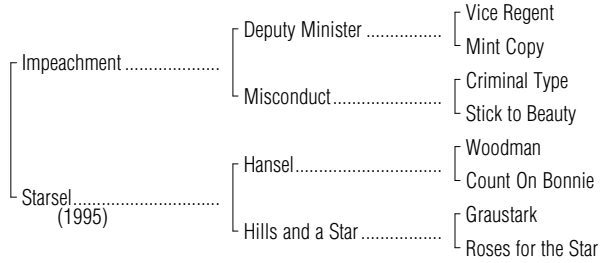 Vice Regent
Deputy Minister ................
Mint Copy
Impeachment ....................
Criminal Type
Misconduct.......................
Stick to Beauty
Woodman
Hansel...............................
Count On Bonnie
Starsel...............................
(1995)
Graustark
Hills and a Star.................
Roses for the Star